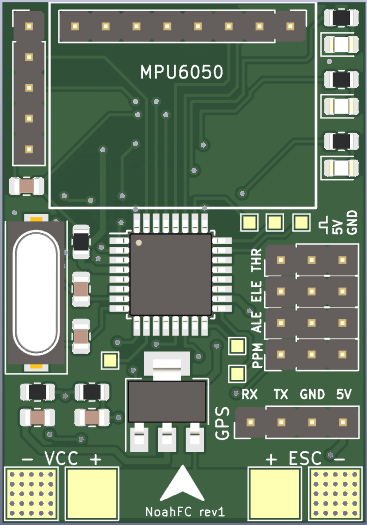 MPU6050
⎍ 5V GND
THR
ELE
ALE
PPM
RX TX GND 5V
GPS
- VCC +
+ ESC -
NoahFC rev1